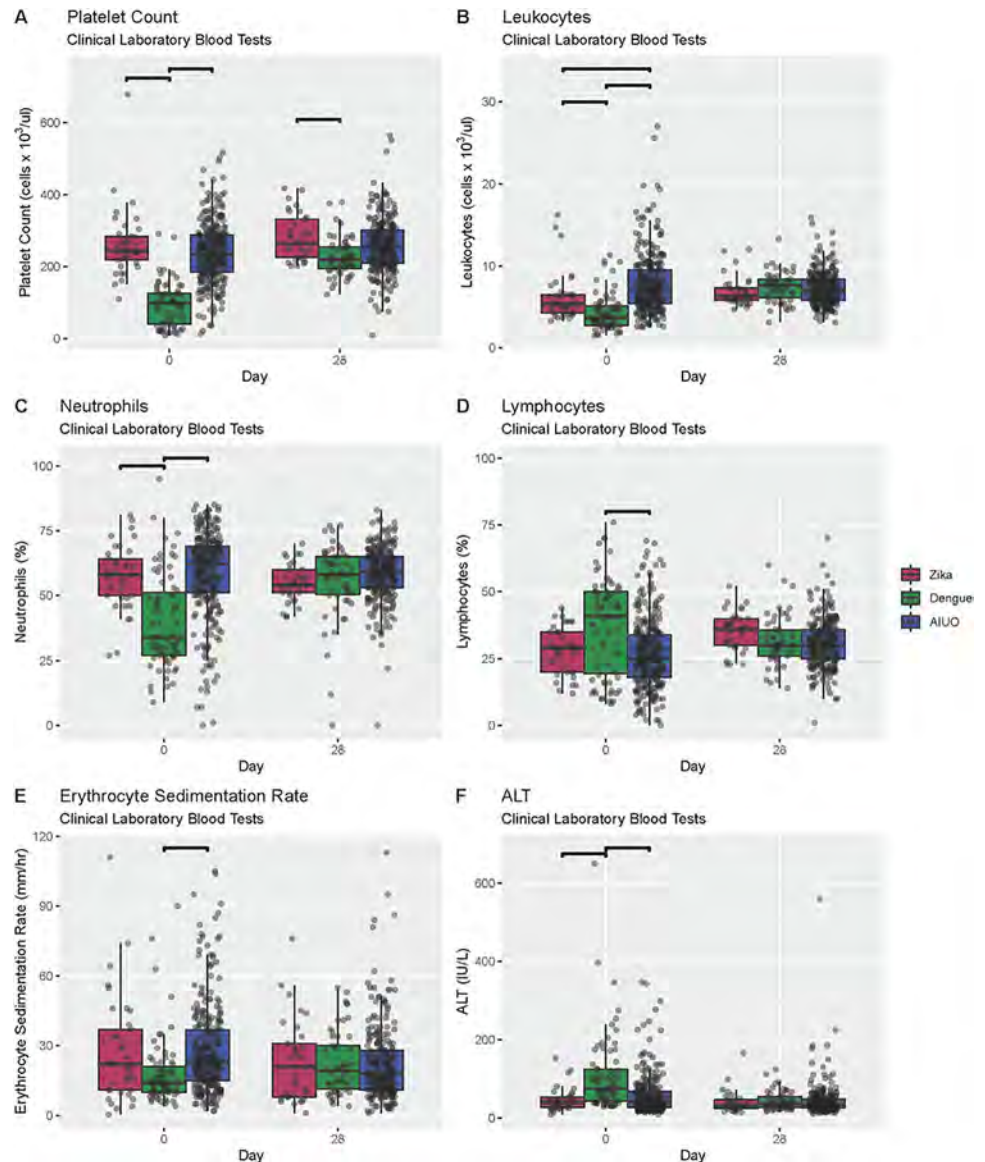 A Platelet Count
Clinical Laboratory Blood Tests
Platelet Count (cells x 10^3/ul)
600
400
200
0
0
28
Day
B Leukocytes
Clinical Laboratory Blood Tests
Leukocytes (cells x 10^3/ul)
30
20
10
0
0
28
Day
C Neutrophils
Clinical Laboratory Blood Tests
Neutrophils (%)
100
75
50
25
0
0
28
Day
D Lymphocytes
Clinical Laboratory Blood Tests
Lymphocytes (%)
100
75
50
25
0
0
28
Day
Zika
Dengue
AIUO
E Erythrocyte Sedimentation Rate
Clinical Laboratory Blood Tests
Erythrocyte Sedimentation Rate (mm/hr)
120
90
60
30
0
0
28
Day
F ALT
Clinical Laboratory Blood Tests
ALT (IU/L)
600
400
200
0
0
28
Day